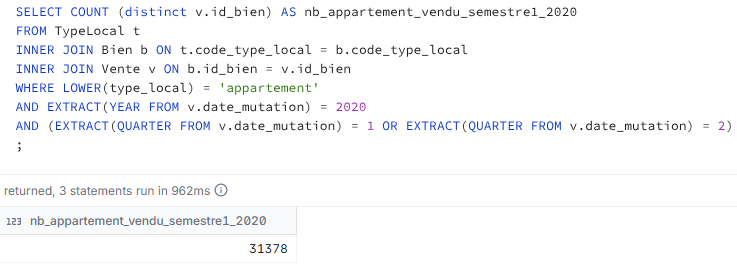 SELECT COUNT (distinct v.id_bien) AS nb_appartement_vendu_semestre1_2020
FROM TypeLocal t
INNER JOIN Bien b ON t.code_type_local = b.code_type_local
INNER JOIN Vente v ON b.id_bien = v.id_bien
WHERE LOWER(type_local) = 'appartement'
AND EXTRACT(YEAR FROM v.date_mutation) = 2020
AND (EXTRACT(QUARTER FROM v.date_mutation) = 1 OR EXTRACT(QUARTER FROM v.date_mutation) = 2)
;
returned, 3 statements run in 962ms
123 nb_appartement_vendu_semestre1_2020
31378